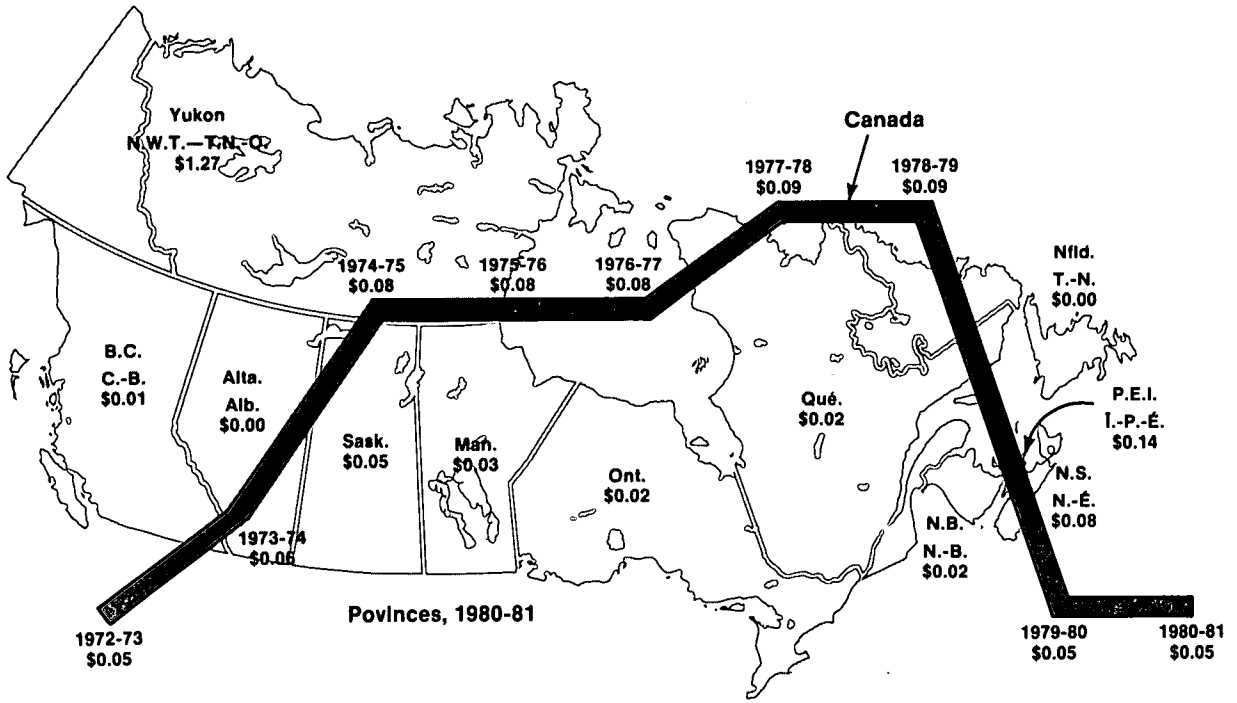 Yukon
N.W.T.—T.N.-O.
$1.27
Canada
1977-78
$0.09
1978-79
$0.09
1974-75
$0.08
1975-76
$0.08
1976-77
$0.08
Nfld.
T.-N.
$0.00
B.C.
C.-B.
$0.01
Alta.
Alb.
$0.00
Sask.
$0.05
Man.
$0.03
Ont.
$0.02
Qué.
$0.02
P.E.I.
Î.-P.-É.
$0.14
N.S.
N.-É.
$0.08
N.B.
N.-B.
$0.02
1973-74
$0.06
Povinces, 1980-81
1972-73
$0.05
1979-80
$0.05
1980-81
$0.05